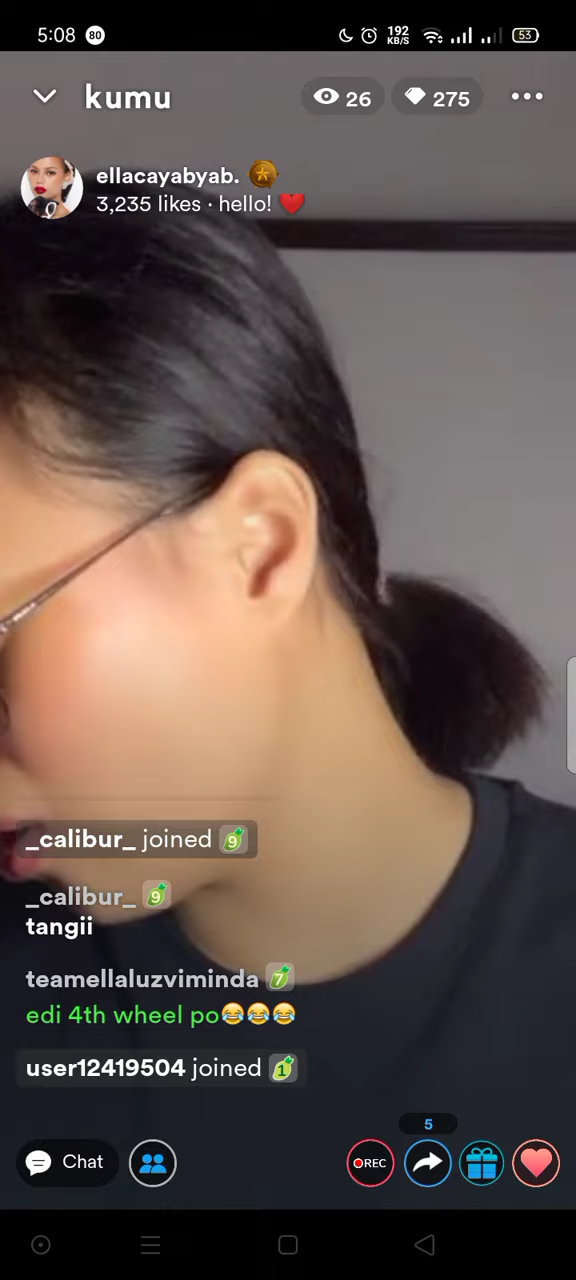 5:08 80 192 KB/S 53
kumu 26 275
ellacayabyab.
3,235 likes · hello! ❤️
_calibur_ joined 9
_calibur_ 9
tangii
teamellaluzviminda 7
edi 4th wheel po😂😂😂
user12419504 joined 1
5
Chat REC